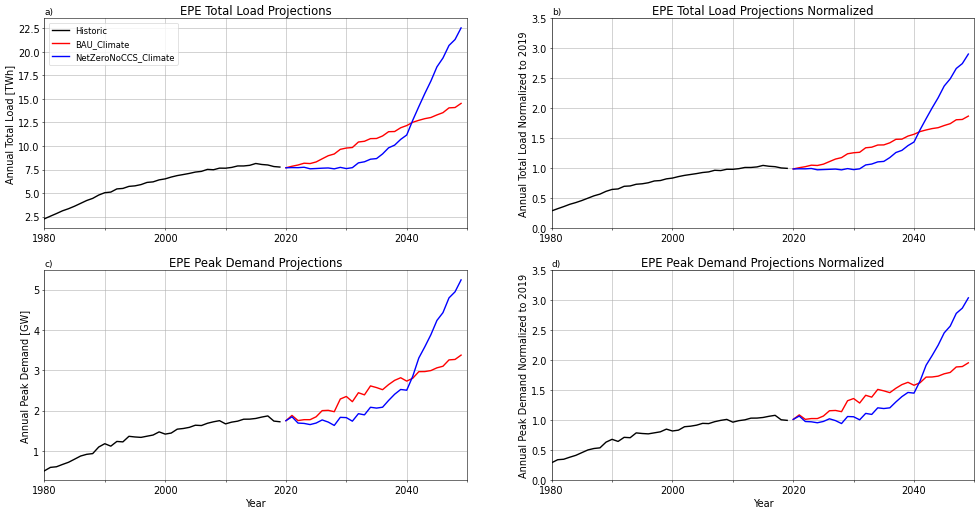 a)
EPE Total Load Projections
Historic
BAU_Climate
NetZeroNoCCS_Climate
Annual Total Load [TWh]
22.5
20.0
17.5
15.0
12.5
10.0
7.5
5.0
2.5
1980
2000
2020
2040
b)
EPE Total Load Projections Normalized
Annual Total Load Normalized to 2019
3.5
3.0
2.5
2.0
1.5
1.0
0.5
0.0
1980
2000
2020
2040
c)
EPE Peak Demand Projections
Annual Peak Demand [GW]
5
4
3
2
1
1980
2000
2020
2040
Year
d)
EPE Peak Demand Projections Normalized
Annual Peak Demand Normalized to 2019
3.5
3.0
2.5
2.0
1.5
1.0
0.5
0.0
1980
2000
2020
2040
Year